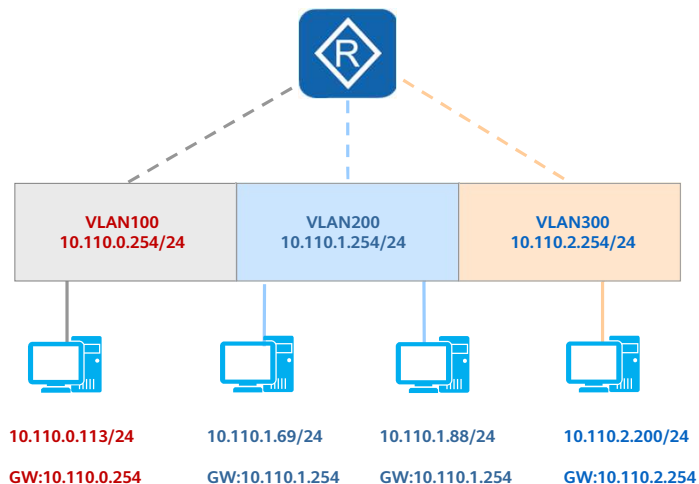 R
VLAN100
10.110.0.254/24
VLAN200
10.110.1.254/24
VLAN300
10.110.2.254/24
10.110.0.113/24
10.110.1.69/24
10.110.1.88/24
10.110.2.200/24
GW:10.110.0.254
GW:10.110.1.254
GW:10.110.1.254
GW:10.110.2.254